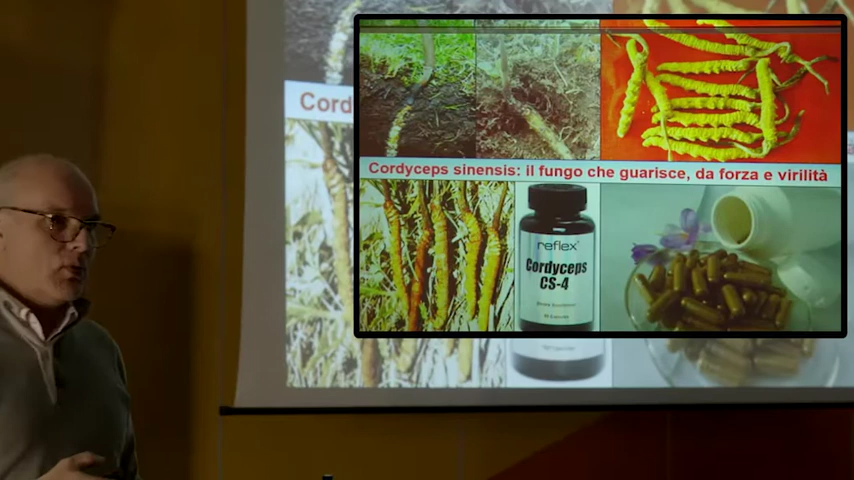 Cord
Cordyceps sinensis: il fungo che guarisce, da forza e virilità
reflex
Cordyceps
CS-4